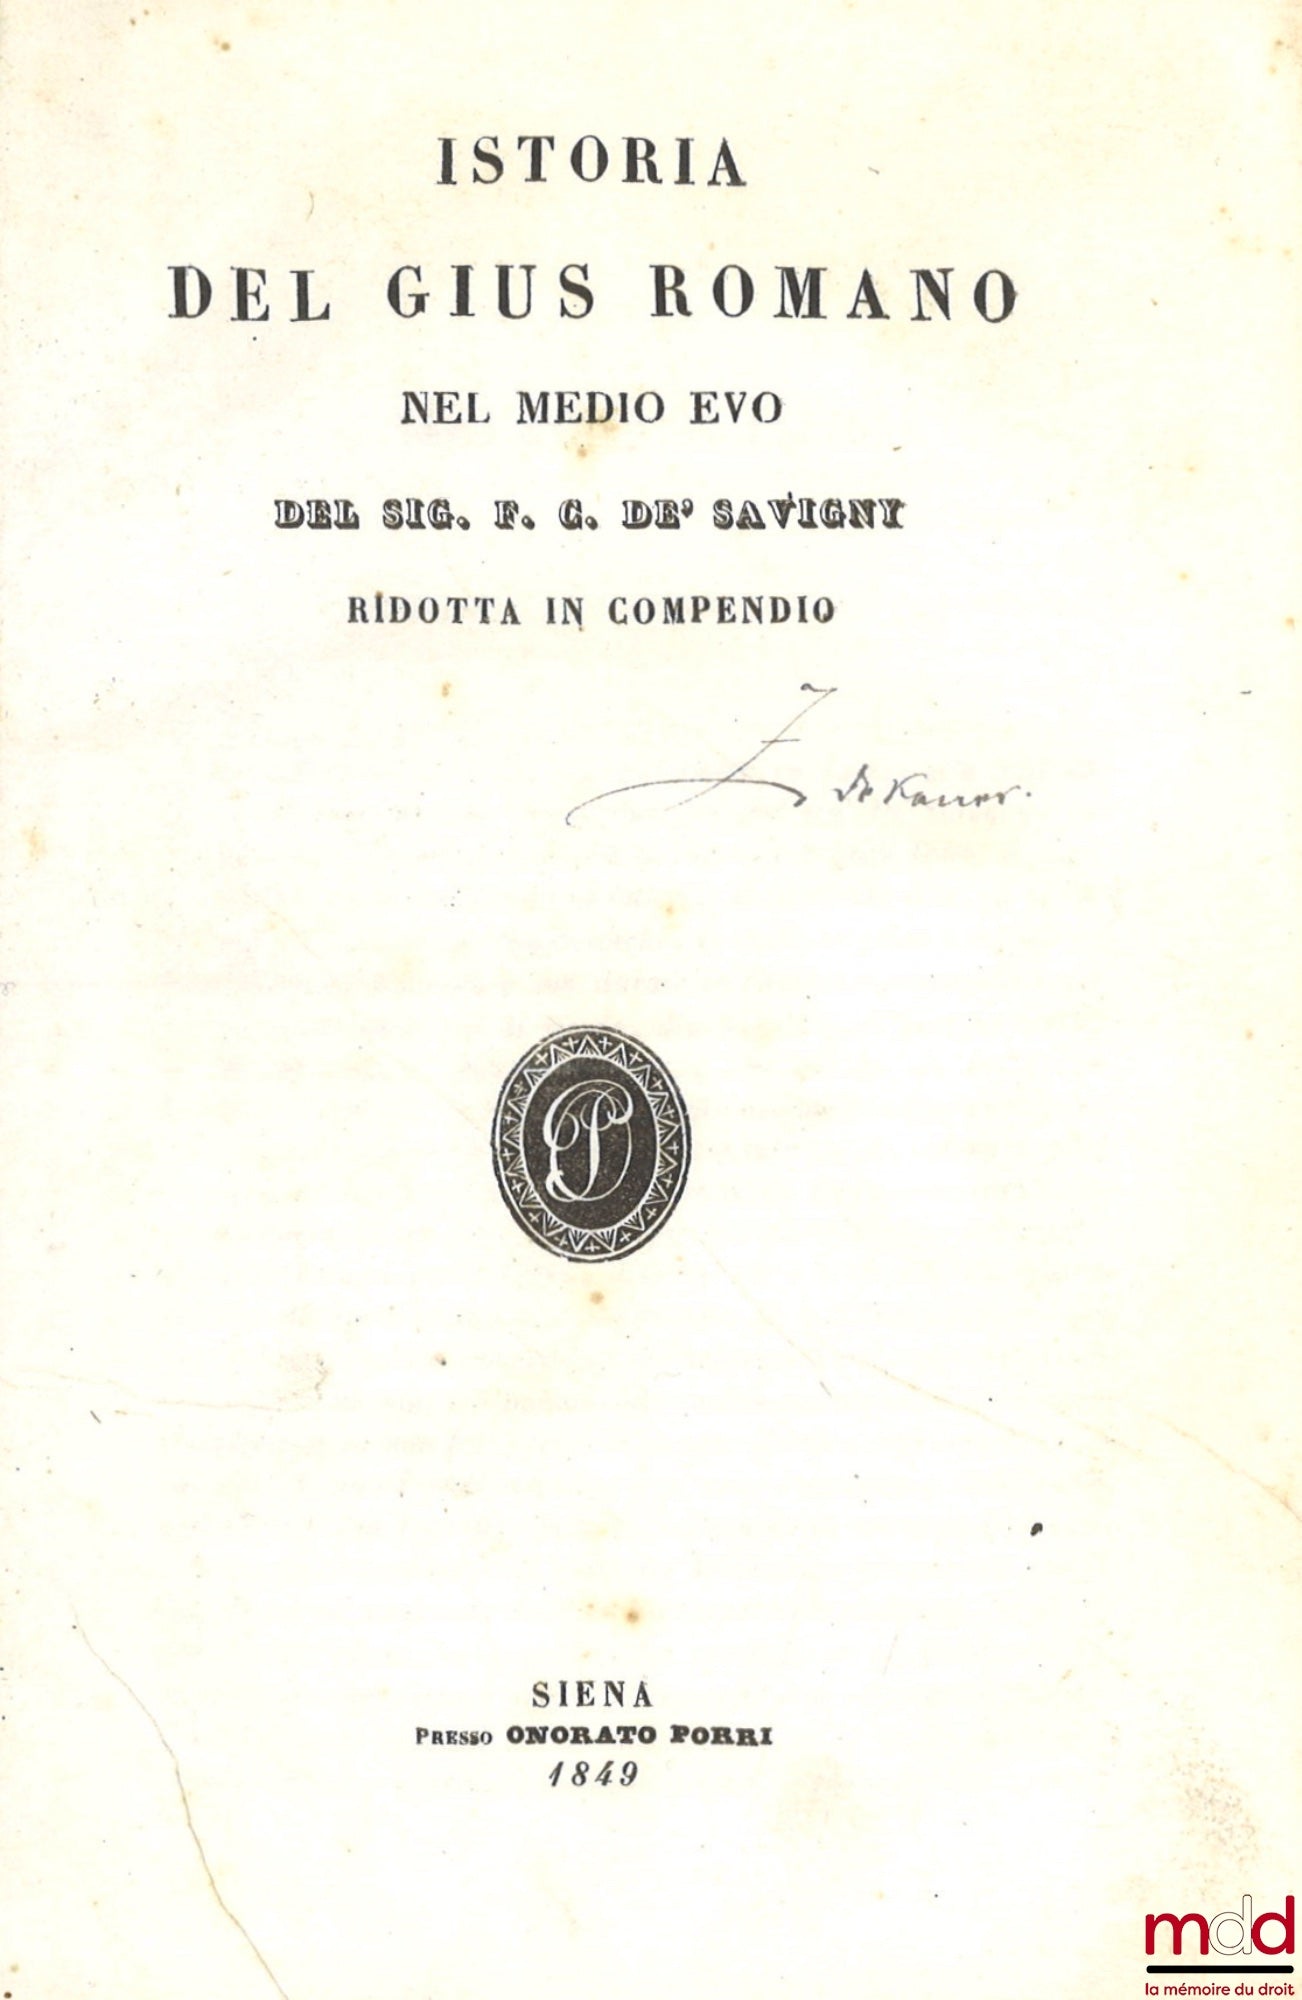 ISTORIA
DEL GIUS ROMANO
NEL MEDIO EVO
DEL SIG. F. C. DE' SAVIGNY
RIDOTTA IN COMPENDIO
de
SIENA
PRESSO ONORATO PORRI
1849
mdd
la mémoire du droit